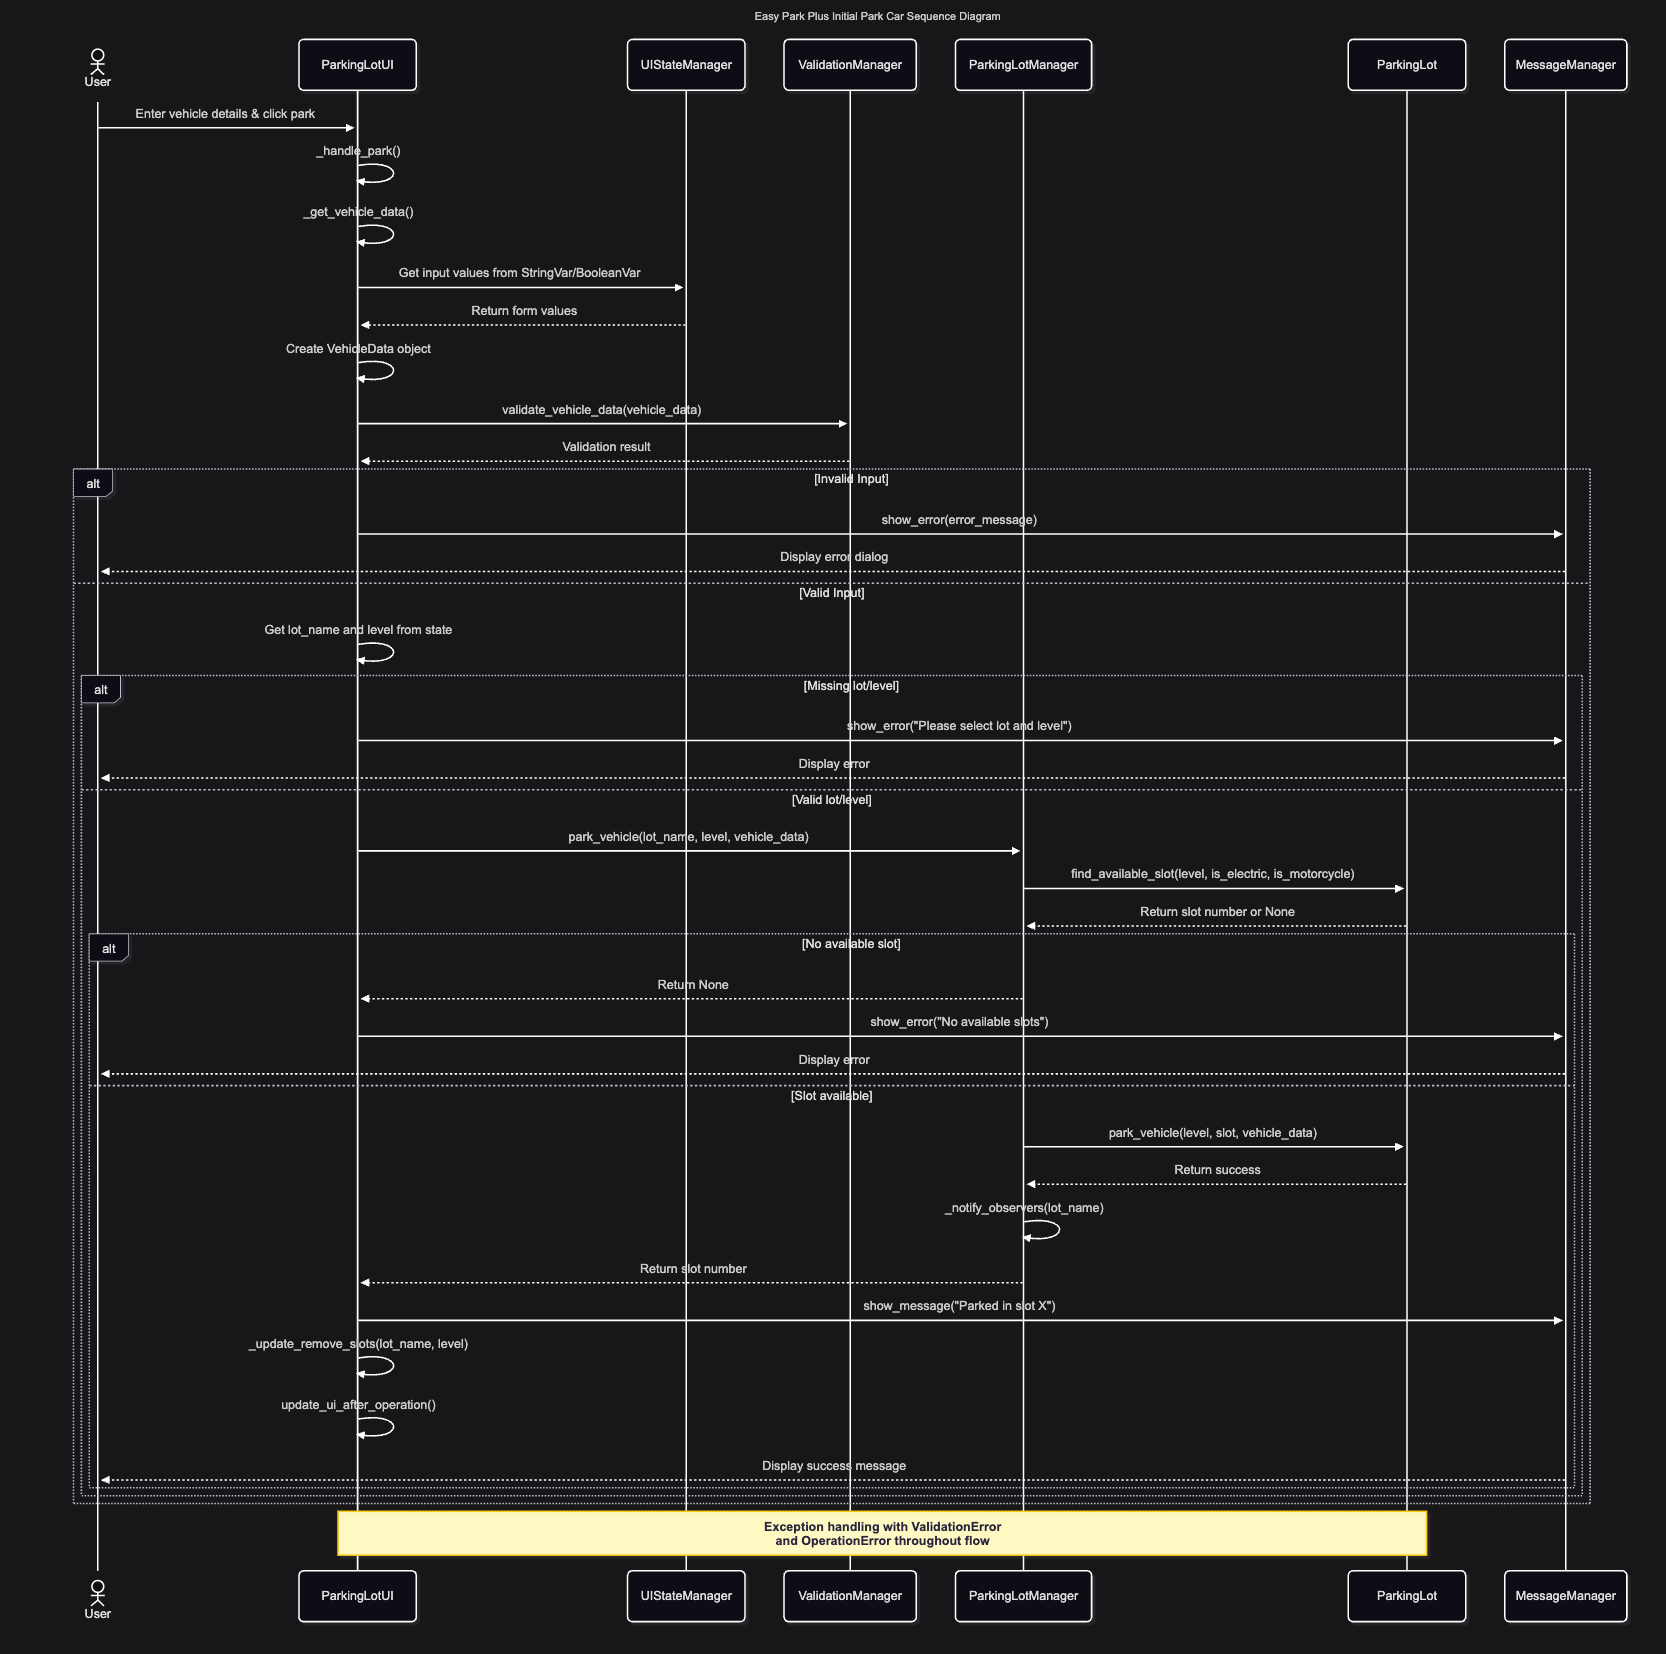 Easy Park Plus Initial Park Car Sequence Diagram
User
ParkingLotUI
UIStateManager
ValidationManager
ParkingLotManager
ParkingLot
MessageManager
Enter vehicle details & click park
_handle_park()
_get_vehicle_data()
Get input values from StringVar/BooleanVar
Return form values
Create VehicleData object
validate_vehicle_data(vehicle_data)
Validation result
alt
[Invalid Input]
show_error(error_message)
Display error dialog
[Valid Input]
Get lot_name and level from state
alt
[Missing lot/level]
show_error("Please select lot and level")
Display error
[Valid lot/level]
park_vehicle(lot_name, level, vehicle_data)
find_available_slot(level, is_electric, is_motorcycle)
Return slot number or None
alt
[No available slot]
Return None
show_error("No available slots")
Display error
[Slot available]
park_vehicle(level, slot, vehicle_data)
Return success
_notify_observers(lot_name)
Return slot number
show_message("Parked in slot X")
_update_remove_slots(lot_name, level)
update_ui_after_operation()
Display success message
Exception handling with ValidationError
and OperationError throughout flow
User
ParkingLotUI
UIStateManager
ValidationManager
ParkingLotManager
ParkingLot
MessageManager